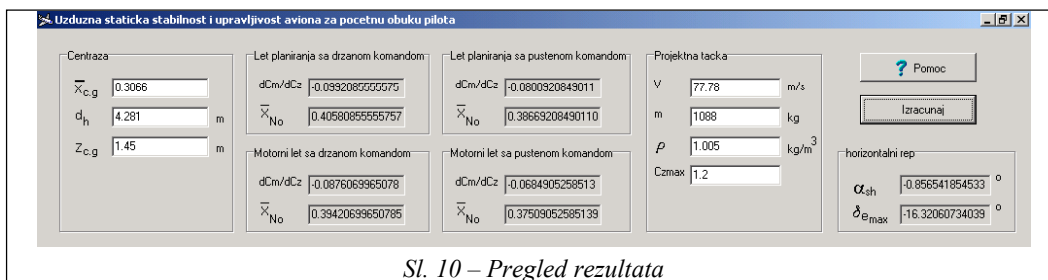 Uzduzna staticka stabilnost i upravljivost aviona za pocetnu obuku pilota
Centraza
x̅c.g 0.3066
dh 4.281 m
Zc.g 1.45 m
Let planiranja sa drzanom komandom
dCm/dCz -0.0992085555575
x̅No 0.40580855555757
Let planiranja sa pustenom komandom
dCm/dCz -0.0800920849011
x̅No 0.38669208490110
Motorni let sa drzanom komandom
dCm/dCz -0.0876069965078
x̅No 0.39420699650785
Motorni let sa pustenom komandom
dCm/dCz -0.0684905258513
x̅No 0.37509052585139
Projektna tacka
V 77.78 m/s
m 1088 kg
ρ 1.005 kg/m³
Czmax 1.2
? Pomoc
Izracunaj
horizontalni rep
αsh -0.856541854533 °
δemax -16.32060734039 °
Sl. 10 – Pregled rezultata